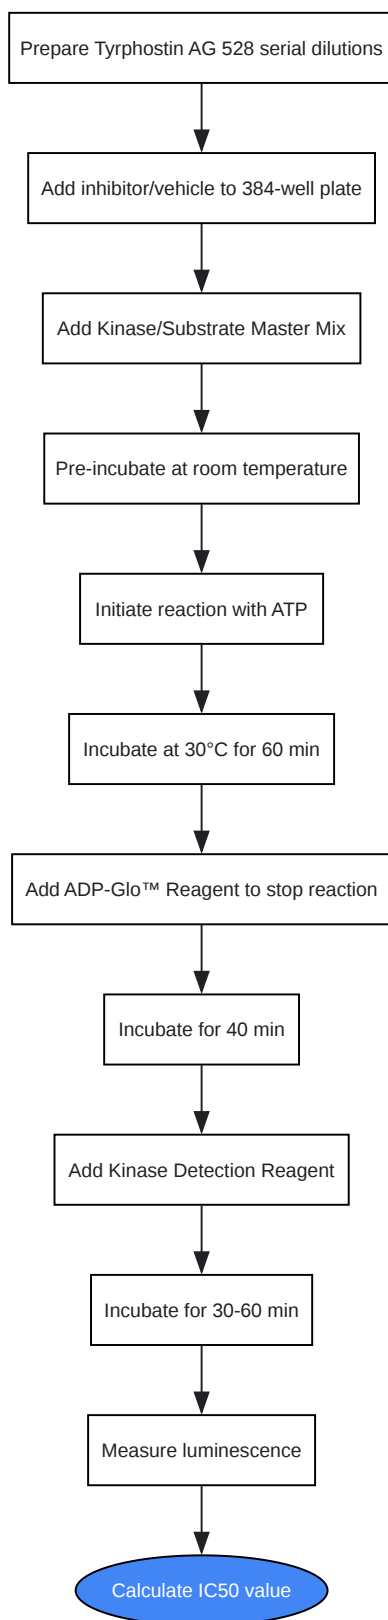 Prepare Tyrphostin AG 528 serial dilutions
Add inhibitor/vehicle to 384-well plate
Add Kinase/Substrate Master Mix
Pre-incubate at room temperature
Initiate reaction with ATP
Incubate at 30°C for 60 min
Add ADP-Glo™ Reagent to stop reaction
Incubate for 40 min
Add Kinase Detection Reagent
Incubate for 30-60 min
Measure luminescence
Calculate IC50 value